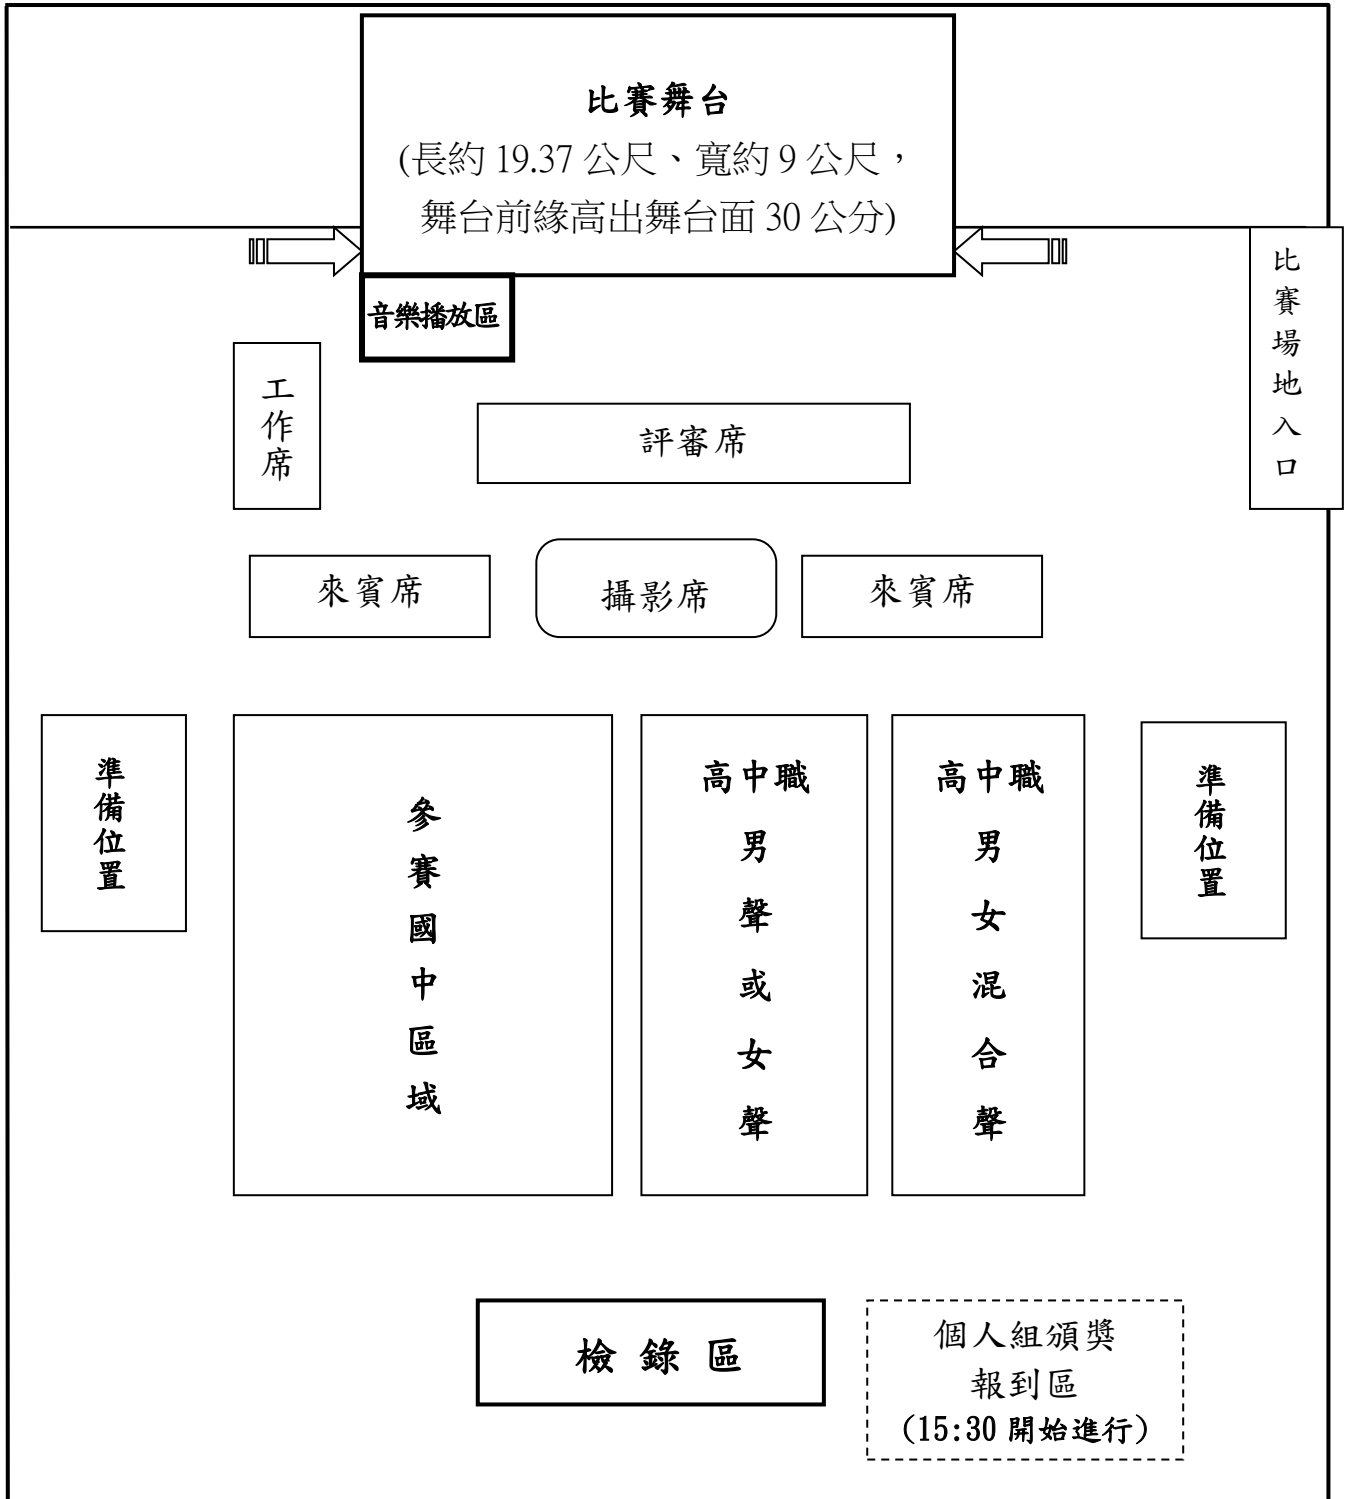 比賽舞台
(長約 19.37 公尺、寬約 9 公尺，
舞台前緣高出舞台面 30 公分)
音樂播放區
比賽場地入口
工作席
評審席
來賓席
攝影席
來賓席
準備位置
參賽國中區域
高中職
男聲或女聲
高中職
男女混合聲
準備位置
檢錄區
個人組頒獎
報到區
(15:30 開始進行)